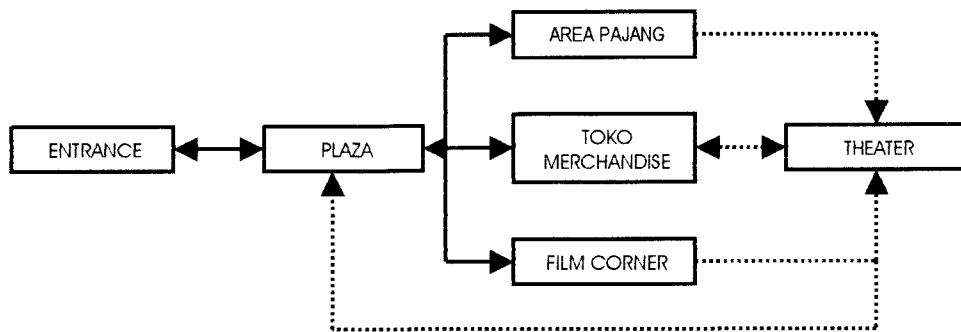 AREA PAJANG
ENTRANCE
PLAZA
TOKO
MERCHANDISE
THEATER
FILM CORNER